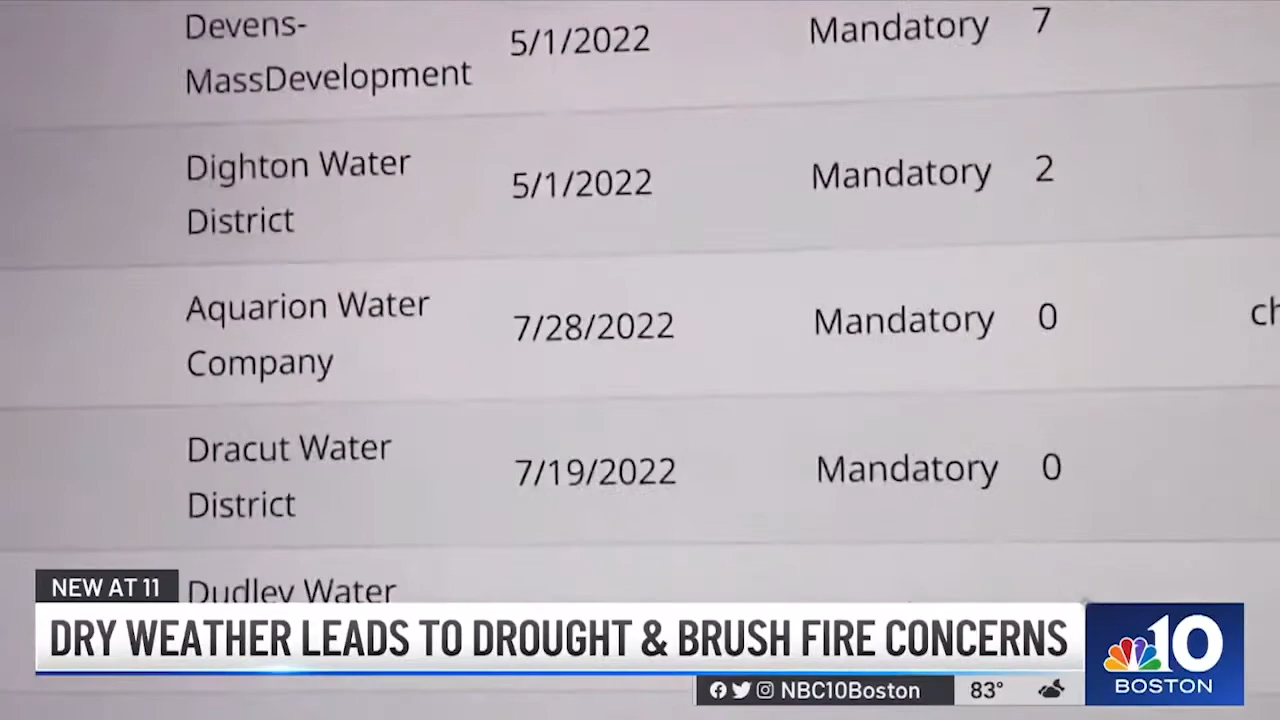 Devens-
MassDevelopment
5/1/2022
Mandatory
7
Dighton Water
District
5/1/2022
Mandatory
2
Aquarion Water
Company
7/28/2022
Mandatory
0
ch
Dracut Water
District
7/19/2022
Mandatory
0
Dudley Water
NEW AT 11
DRY WEATHER LEADS TO DROUGHT & BRUSH FIRE CONCERNS
10
BOSTON
NBC10Boston
83°